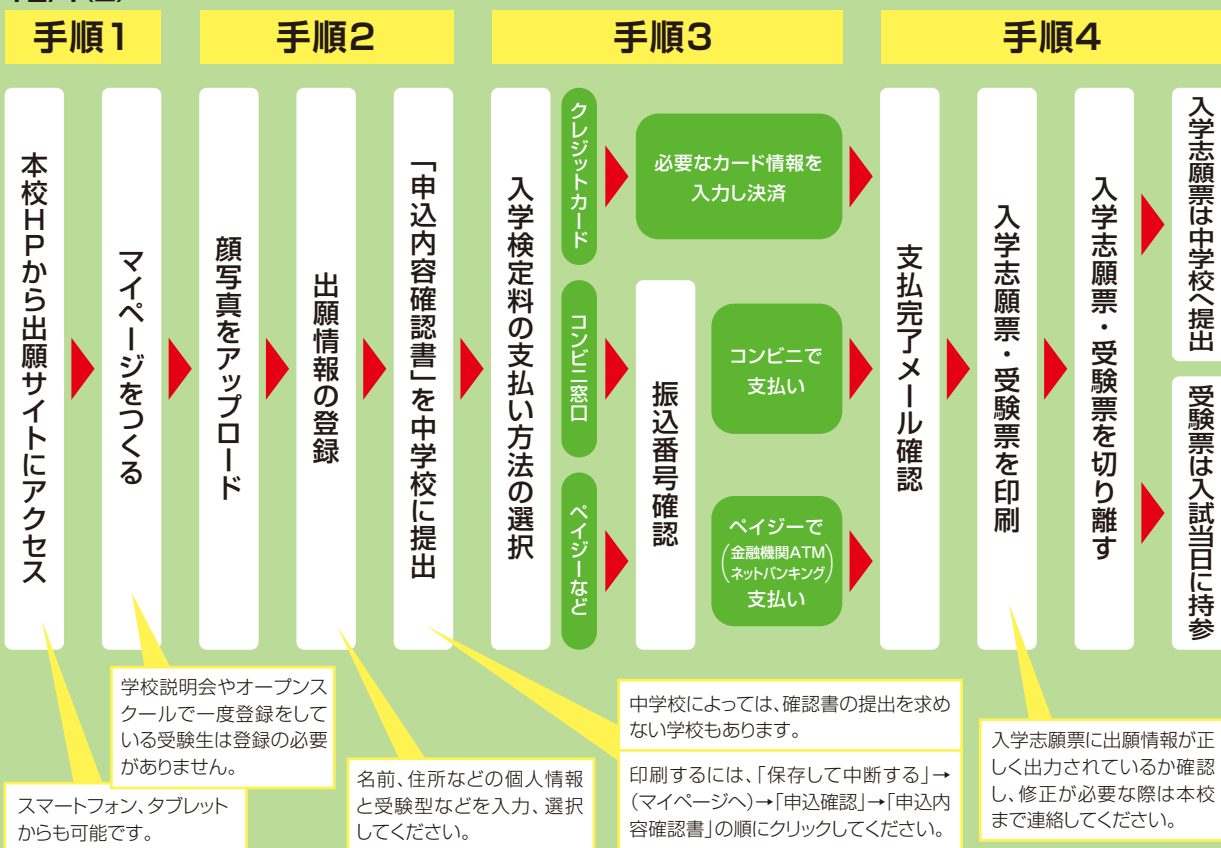 手順1
手順2
手順3
手順4
本校HPから出願サイトにアクセス
マイページをつくる
顔写真をアップロード
出願情報の登録
「申込内容確認書」を中学校に提出
入学検定料の支払い方法の選択
クレジットカード
必要なカード情報を
入力し決済
コンビニ窓口
ペイジーなど
振込番号確認
コンビニで
支払い
ペイジーで
(金融機関ATM
ネットバンキング)
支払い
支払完了メール確認
入学志願票・受験票を印刷
入学志願票・受験票を切り離す
入学志願票は中学校へ提出
受験票は入試当日に持参
スマートフォン、タブレット
からも可能です。
学校説明会やオープンス
クールで一度登録をして
いる受験生は登録の必要
がありません。
名前、住所などの個人情報
と受験型などを入力、選択
してください。
中学校によっては、確認書の提出を求め
ない学校もあります。
印刷するには、「保存して中断する」→
(マイページへ)→「申込確認」→「申込内
容確認書」の順にクリックしてください。
入学志願票に出願情報が正
しく出力されているか確認
し、修正が必要な際は本校
まで連絡してください。